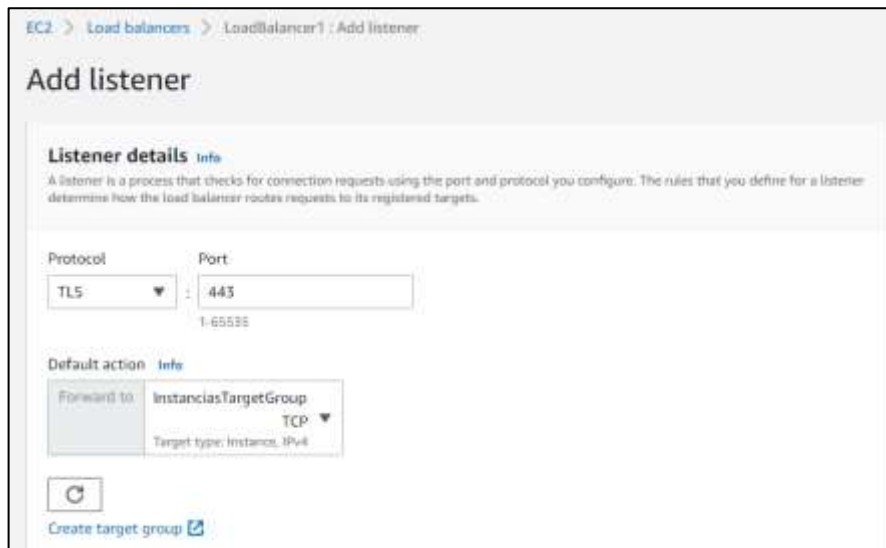 EC2 > Load balancers > LoadBalancer1 : Add listener
Add listener
Listener details Info
A listener is a process that checks for connection requests using the port and protocol you configure. The rules that you define for a listener
determine how the load balancer routes requests to its registered targets.
Protocol Port
TLS : 443
1-65535
Default action Info
Forward to InstanciasTargetGroup
TCP
Target type: Instance, IPv4
Create target group